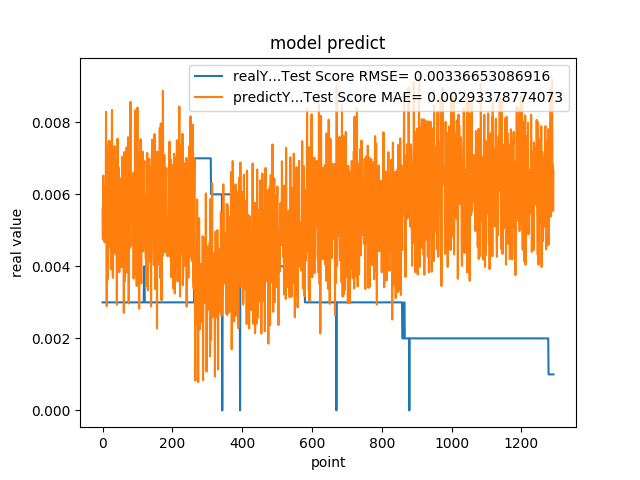 model predict
realY...Test Score RMSE= 0.00336653086916
predictY...Test Score MAE= 0.00293378774073
0.008
0.006
0.004
0.002
0.000
real value
0
200
400
600
800
1000
1200
point